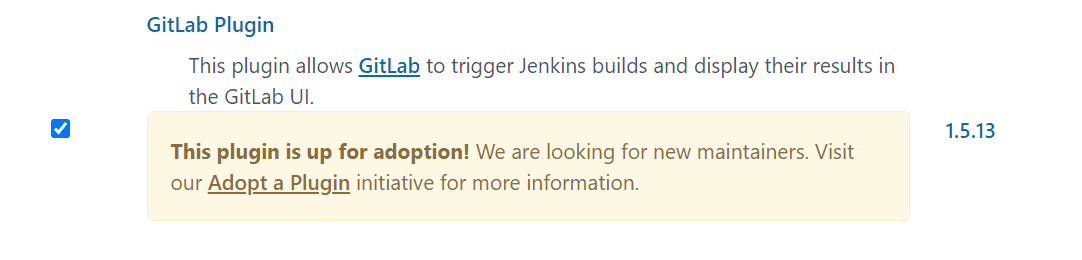 GitLab Plugin
This plugin allows GitLab to trigger Jenkins builds and display their results in
the GitLab UI.
This plugin is up for adoption! We are looking for new maintainers. Visit
our Adopt a Plugin initiative for more information.
1.5.13